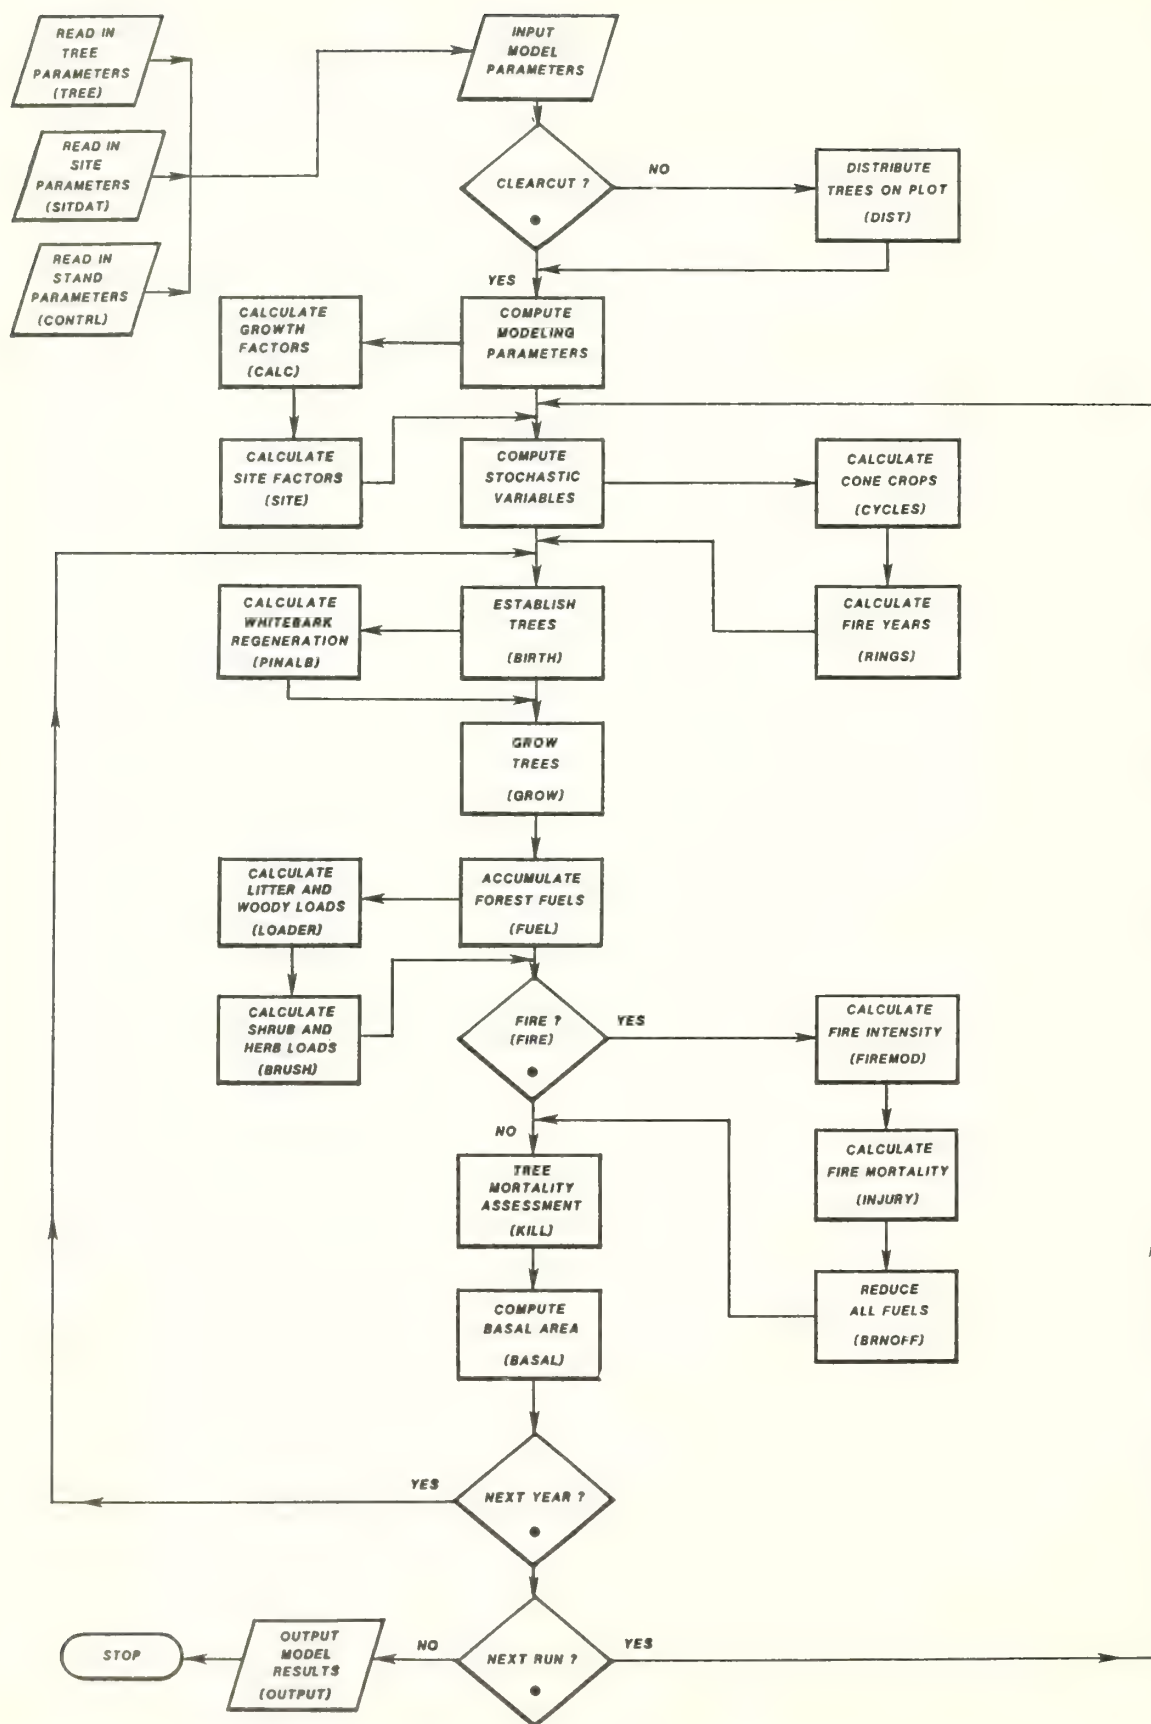 READ IN
TREE
PARAMETERS
(TREE)
INPUT
MODEL
PARAMETERS
READ IN
SITE
PARAMETERS
(SITDAT)
CLEARCUT ?
NO
DISTRIBUTE
TREES ON PLOT
(DIST)
READ IN
STAND
PARAMETERS
(CONTRL)
YES
CALCULATE
GROWTH
FACTORS
(CALC)
COMPUTE
MODELING
PARAMETERS
CALCULATE
SITE FACTORS
(SITE)
COMPUTE
STOCHASTIC
VARIABLES
CALCULATE
CONE CROPS
(CYCLES)
CALCULATE
WHITEBARK
REGENERATION
(PINALB)
ESTABLISH
TREES
(BIRTH)
CALCULATE
FIRE YEARS
(RINGS)
GROW
TREES
(GROW)
CALCULATE
LITTER AND
WOODY LOADS
(LOADER)
ACCUMULATE
FOREST FUELS
(FUEL)
CALCULATE
SHRUB AND
HERB LOADS
(BRUSH)
FIRE ?
(FIRE)
YES
CALCULATE
FIRE INTENSITY
(FIREMOD)
NO
TREE
MORTALITY
ASSESSMENT
(KILL)
CALCULATE
FIRE MORTALITY
(INJURY)
COMPUTE
BASAL AREA
(BASAL)
REDUCE
ALL FUELS
(BRNOFF)
YES
NEXT YEAR ?
STOP
OUTPUT
MODEL
RESULTS
(OUTPUT)
NO
NEXT RUN ?
YES